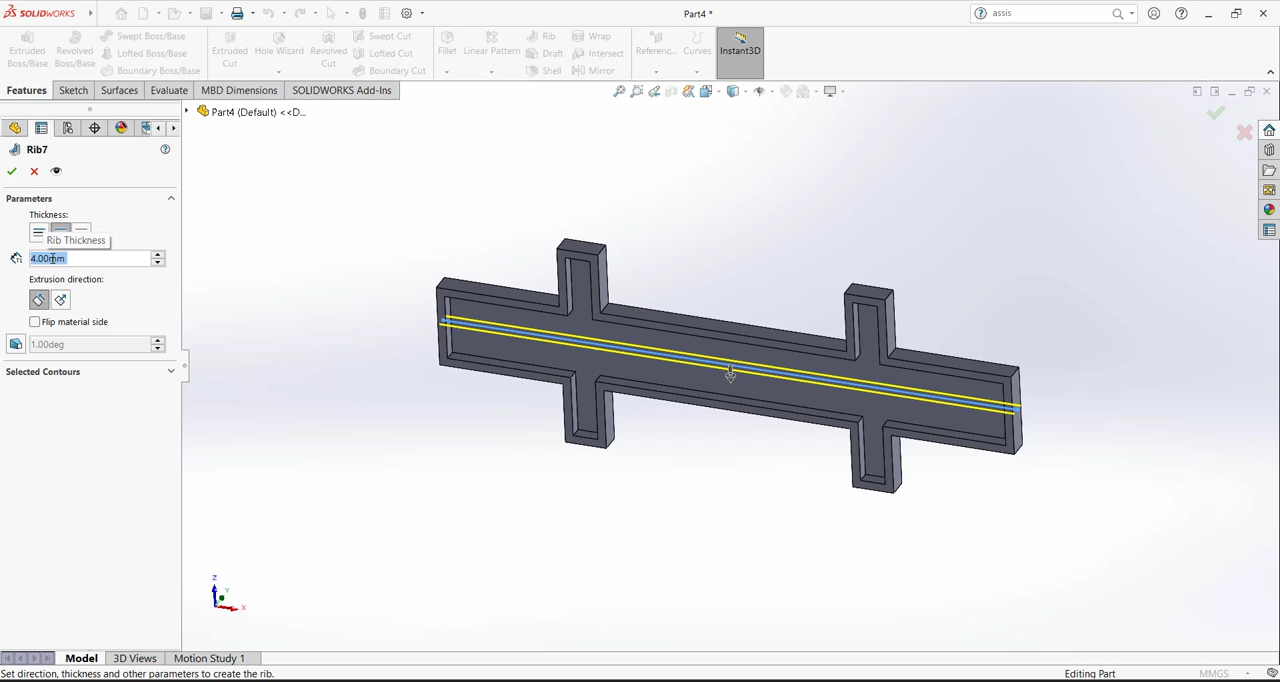 SOLIDWORKS
Part4 *
assis
Extruded Boss/Base
Revolved Boss/Base
Swept Boss/Base
Lofted Boss/Base
Boundary Boss/Base
Extruded Cut
Hole Wizard
Revolved Cut
Swept Cut
Lofted Cut
Boundary Cut
Fillet
Linear Pattern
Rib
Draft
Shell
Wrap
Intersect
Mirror
Referenc...
Curves
Instant3D
Features
Sketch
Surfaces
Evaluate
MBD Dimensions
SOLIDWORKS Add-Ins
Part4 (Default) <<D...
Rib7
Parameters
Thickness:
Rib Thickness
4.00mm
Extrusion direction:
Flip material side
1.00deg
Selected Contours
Z
Y
X
Model
3D Views
Motion Study 1
Set direction, thickness and other parameters to create the rib.
Editing Part
MMGS